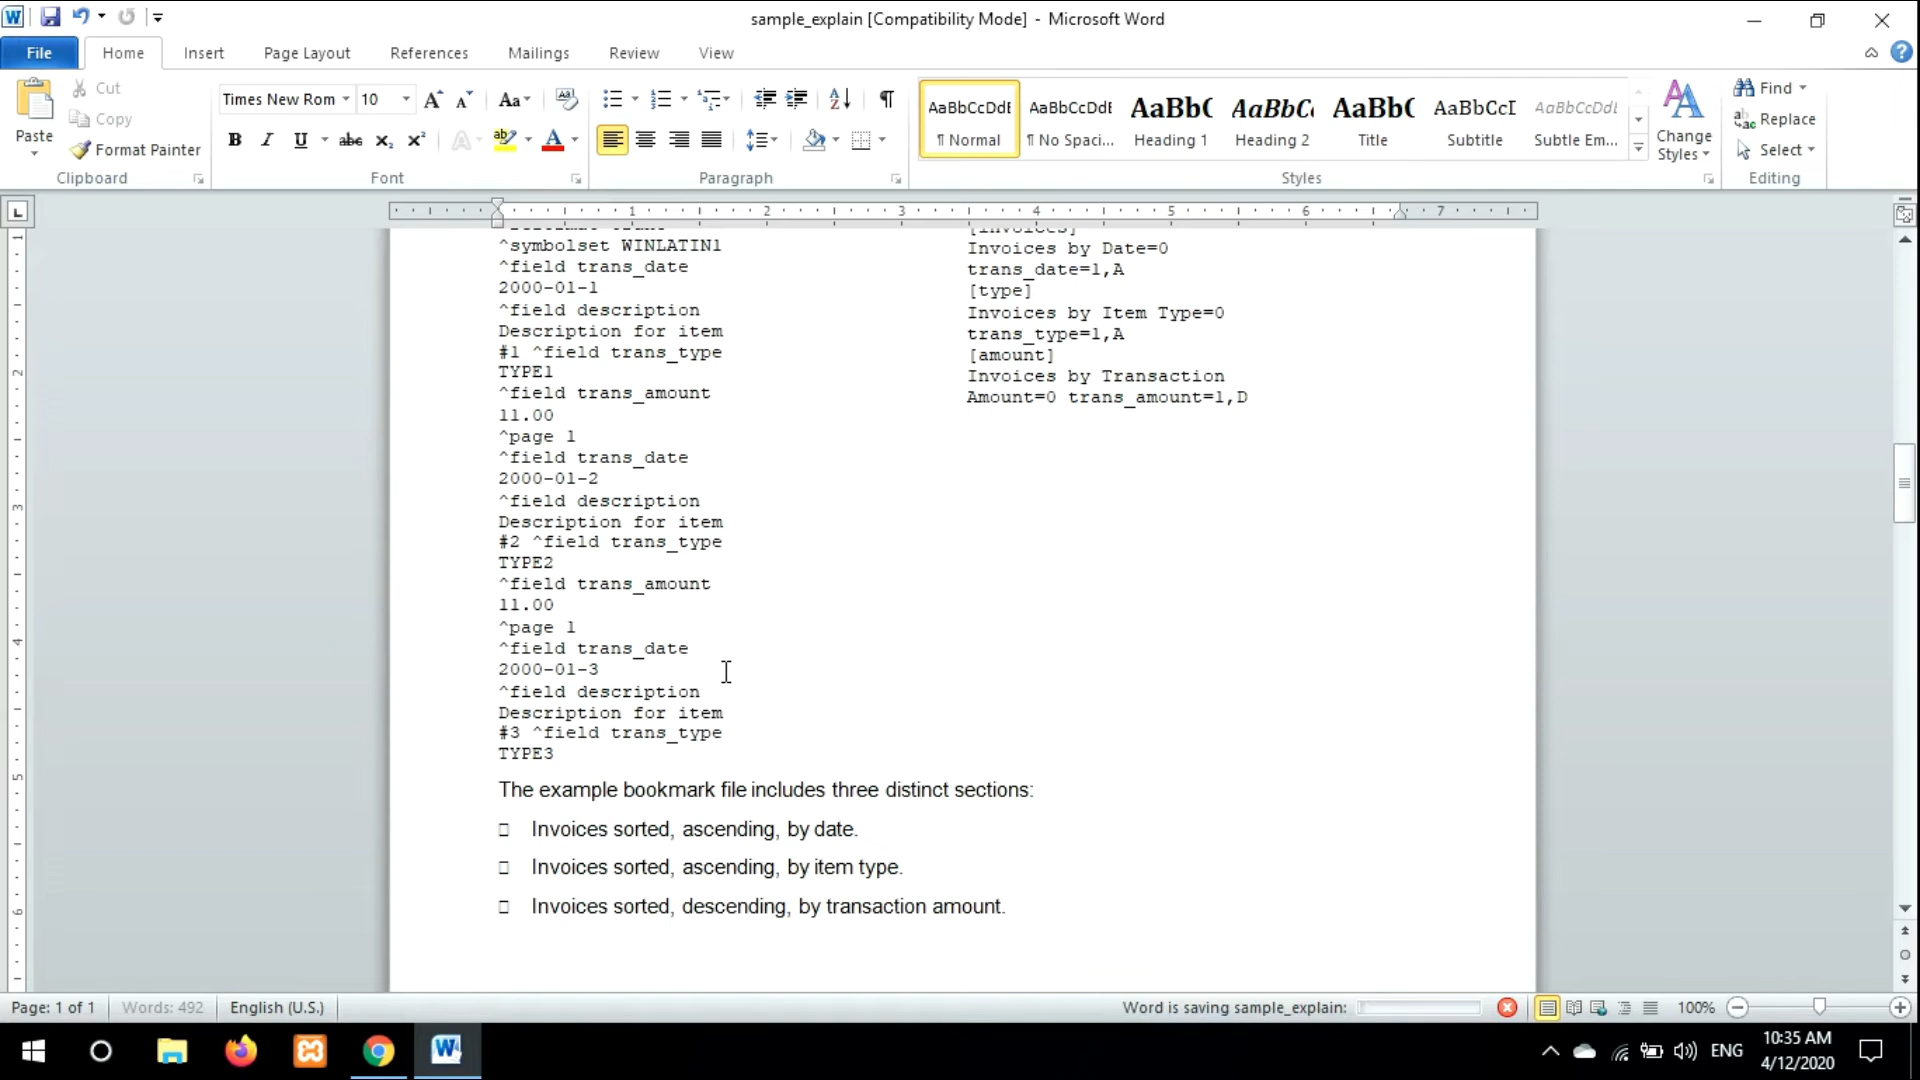 sample_explain [Compatibility Mode] - Microsoft Word
File Home Insert Page Layout References Mailings Review View
Paste
Cut
Copy
Format Painter
Clipboard
Times New Rom 10
Font
Paragraph
AaBbCcDdI AaBbCcDdI AaBbC AaBbC AaBbC AaBbCcI AaBbCcDdI
¶ Normal ¶ No Spaci... Heading 1 Heading 2 Title Subtitle Subtle Em...
Change
Styles
Styles
Find
Replace
Select
Editing
1 2 3 4 5 6 7
^symbolset WINLATIN1
^field trans_date
2000-01-1
^field description
Description for item
#1 ^field trans_type
TYPE1
^field trans_amount
11.00
^page 1
^field trans_date
2000-01-2
^field description
Description for item
#2 ^field trans_type
TYPE2
^field trans_amount
11.00
^page 1
^field trans_date
2000-01-3
^field description
Description for item
#3 ^field trans_type
TYPE3
[invoices]
Invoices by Date=0
trans_date=1,A
[type]
Invoices by Item Type=0
trans_type=1,A
[amount]
Invoices by Transaction
Amount=0 trans_amount=1,D
The example bookmark file includes three distinct sections:
Invoices sorted, ascending, by date.
Invoices sorted, ascending, by item type.
Invoices sorted, descending, by transaction amount.
Page: 1 of 1 Words: 492 English (U.S.) Word is saving sample_explain: 100%
ENG
10:35 AM
4/12/2020